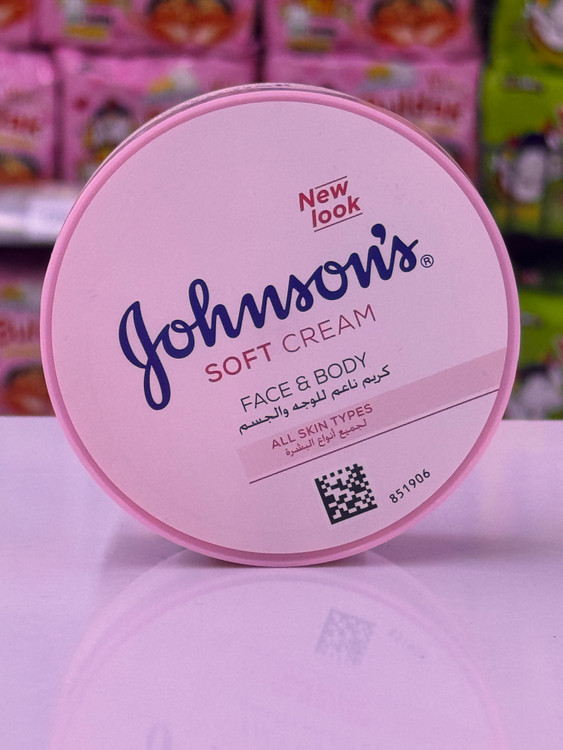 New
look
Johnson's®
SOFT CREAM
FACE & BODY
كريم ناعم للوجه والجسم
ALL SKIN TYPES
لجميع أنواع البشرة
851906